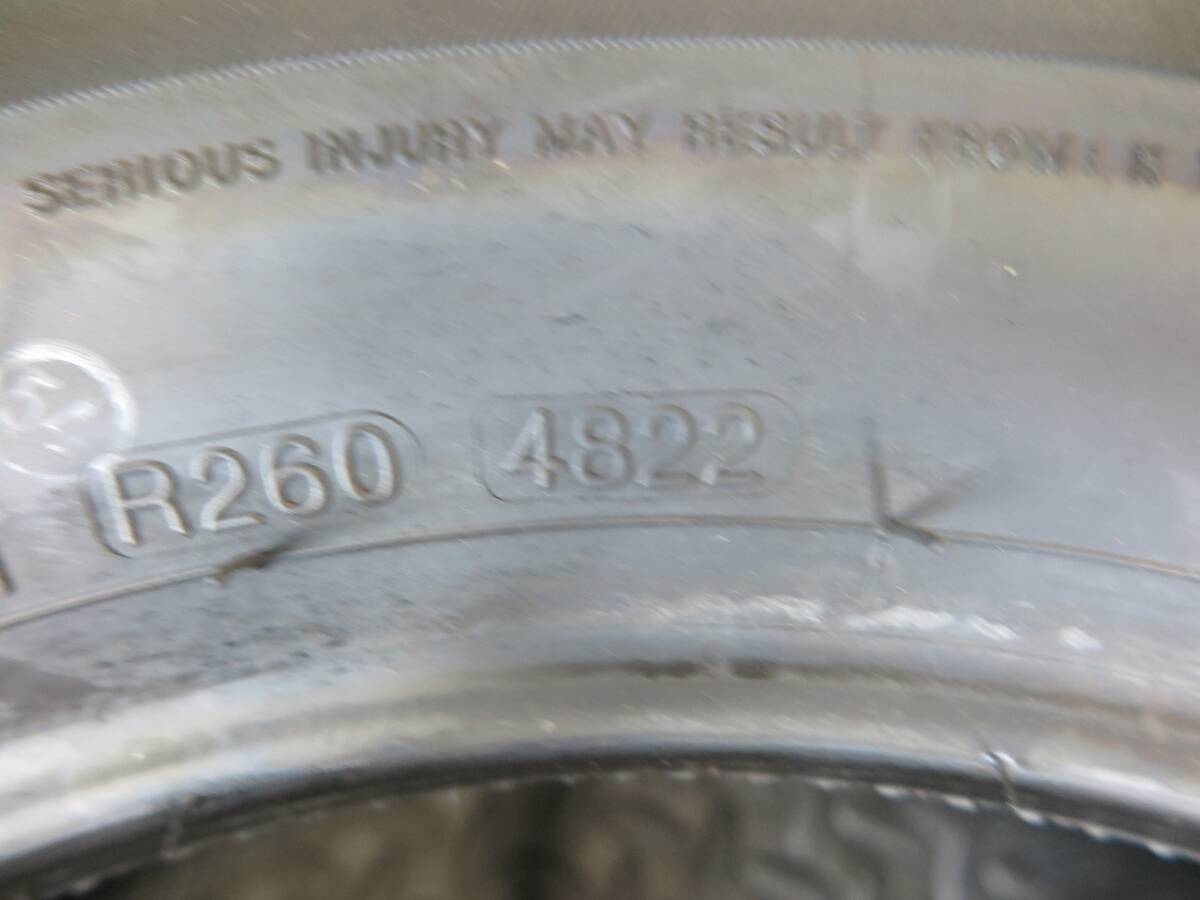 SERIOUS INJURY MAY RESULT FROM:
R260 4822